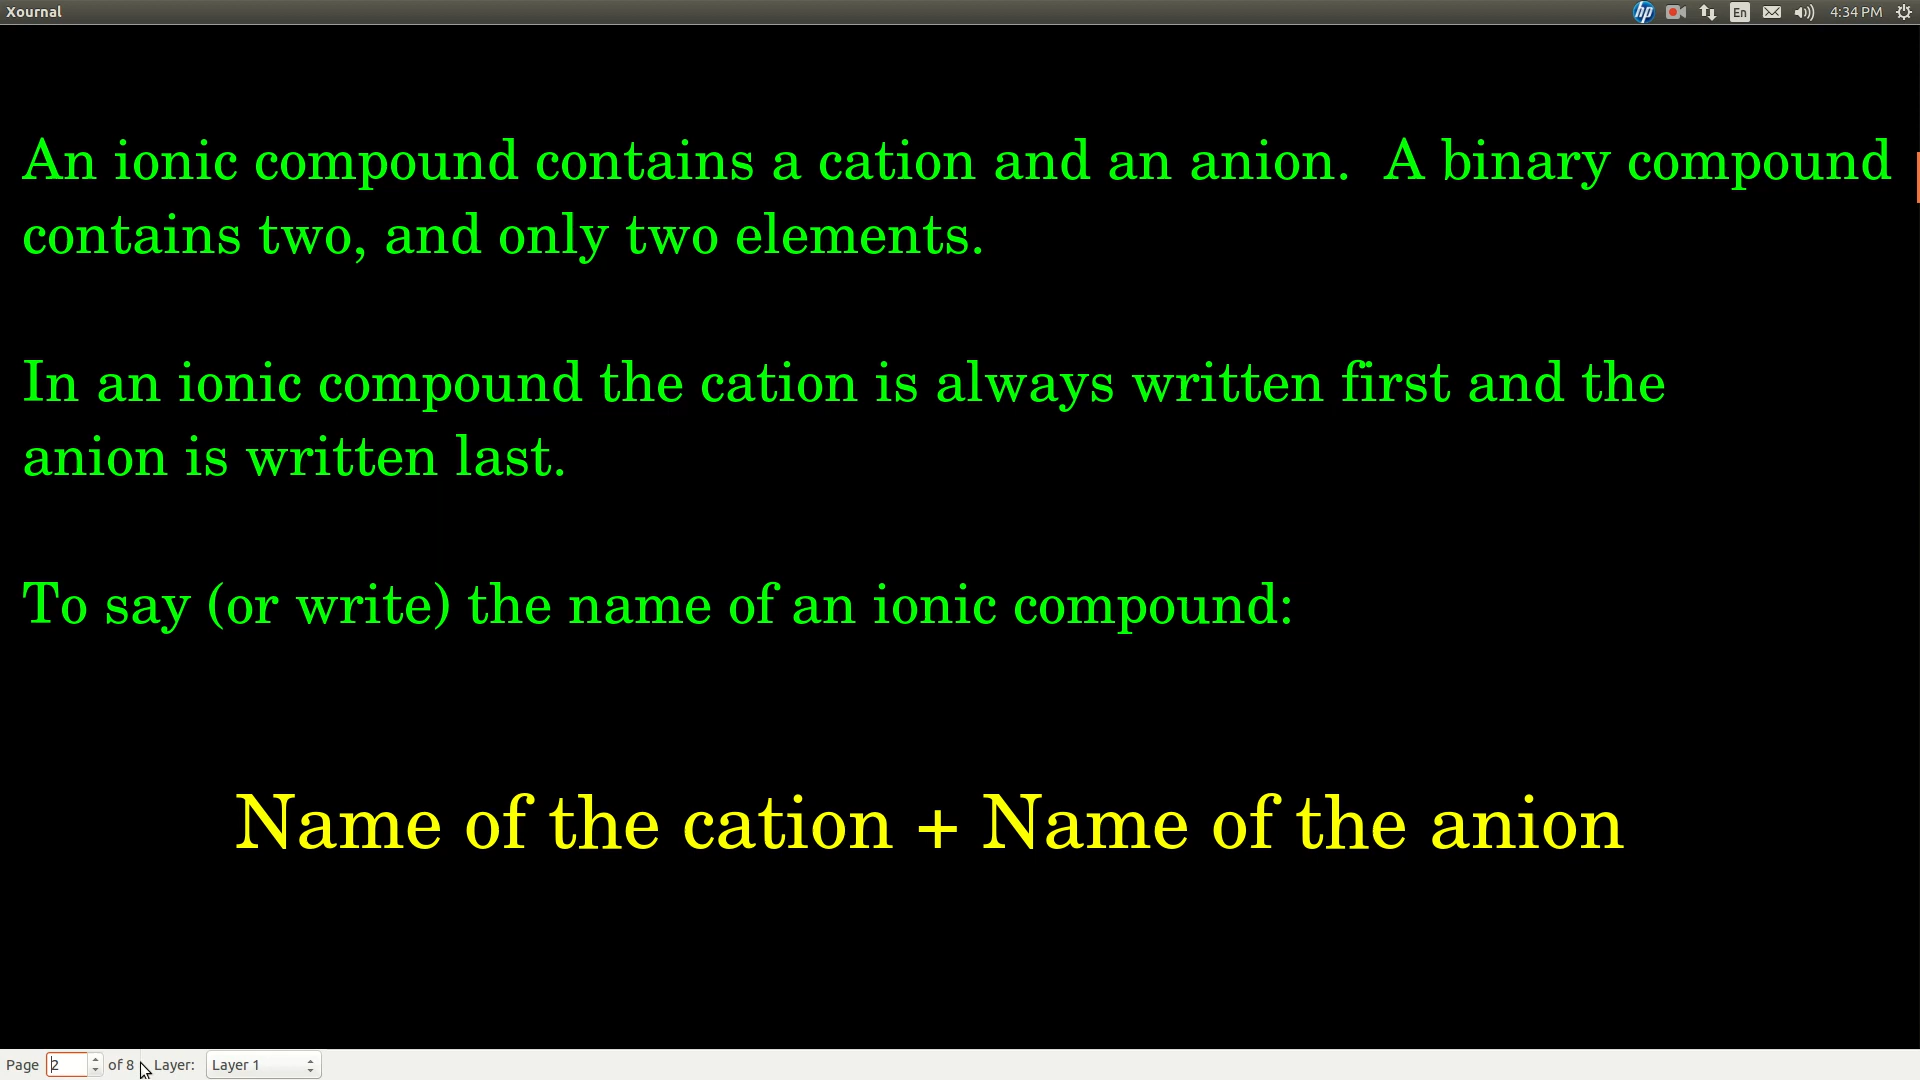 Xournal
hp
En
4:34 PM
An ionic compound contains a cation and an anion.  A binary compound
contains two, and only two elements.
In an ionic compound the cation is always written first and the
anion is written last.
To say (or write) the name of an ionic compound:
Name of the cation + Name of the anion
Page 2 of 8 Layer: Layer 1